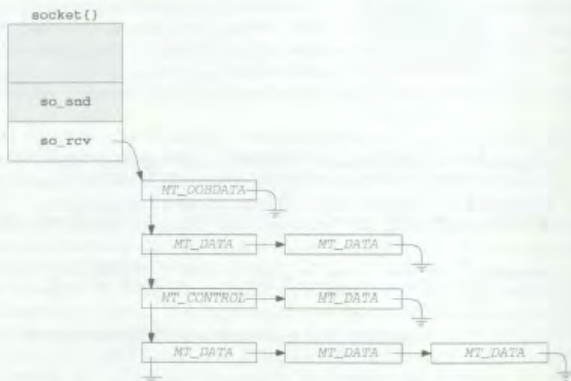 socket{}
so_snd
so_rcv
MT_OOBDATA
MT_DATA MT_DATA
MT_CONTROL MT_DATA
MT_DATA MT_DATA MT_DATA